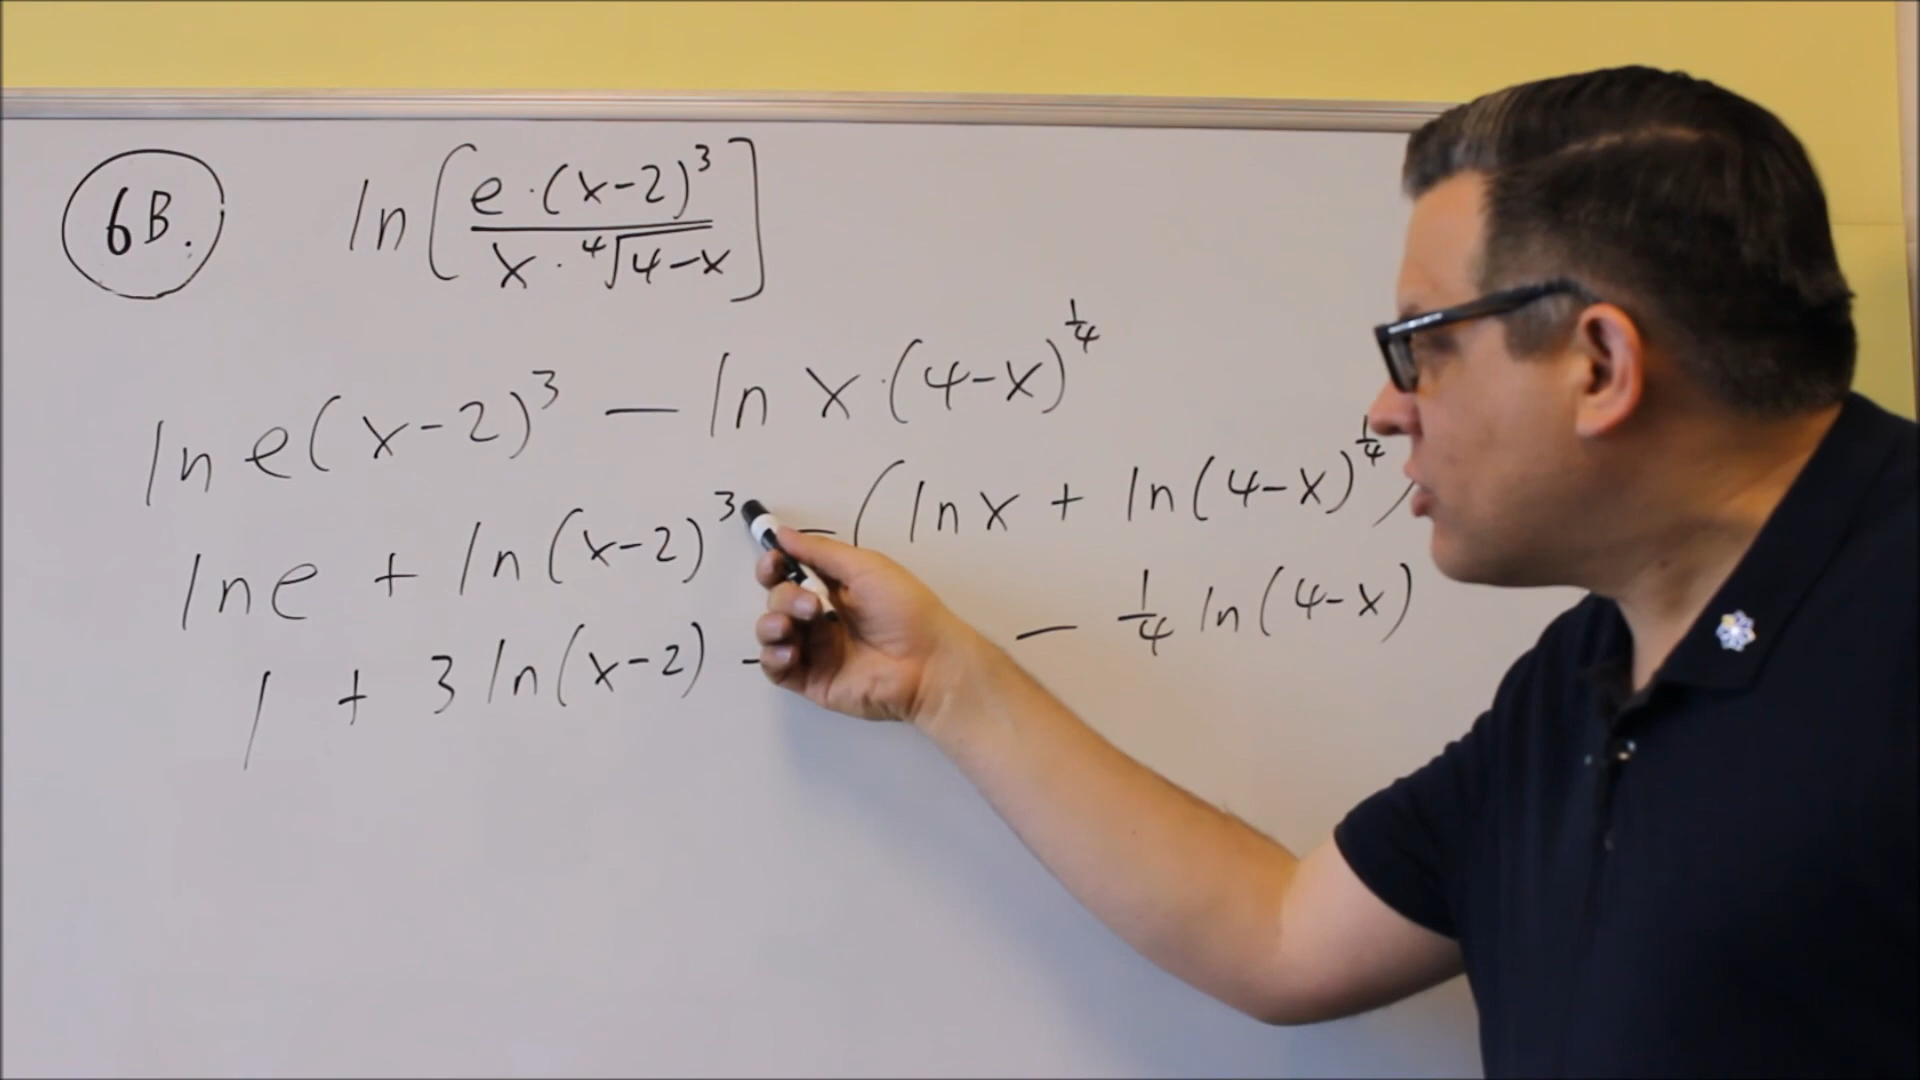 6B. ln[e·(x-2)³/x·⁴√4-x]
ln e(x-2)³ — ln x·(4-x)^1/4
ln e + ln(x-2)³ - (ln x + ln(4-x)^1/4)
1 + 3 ln(x-2) - — 1/4 ln(4-x)